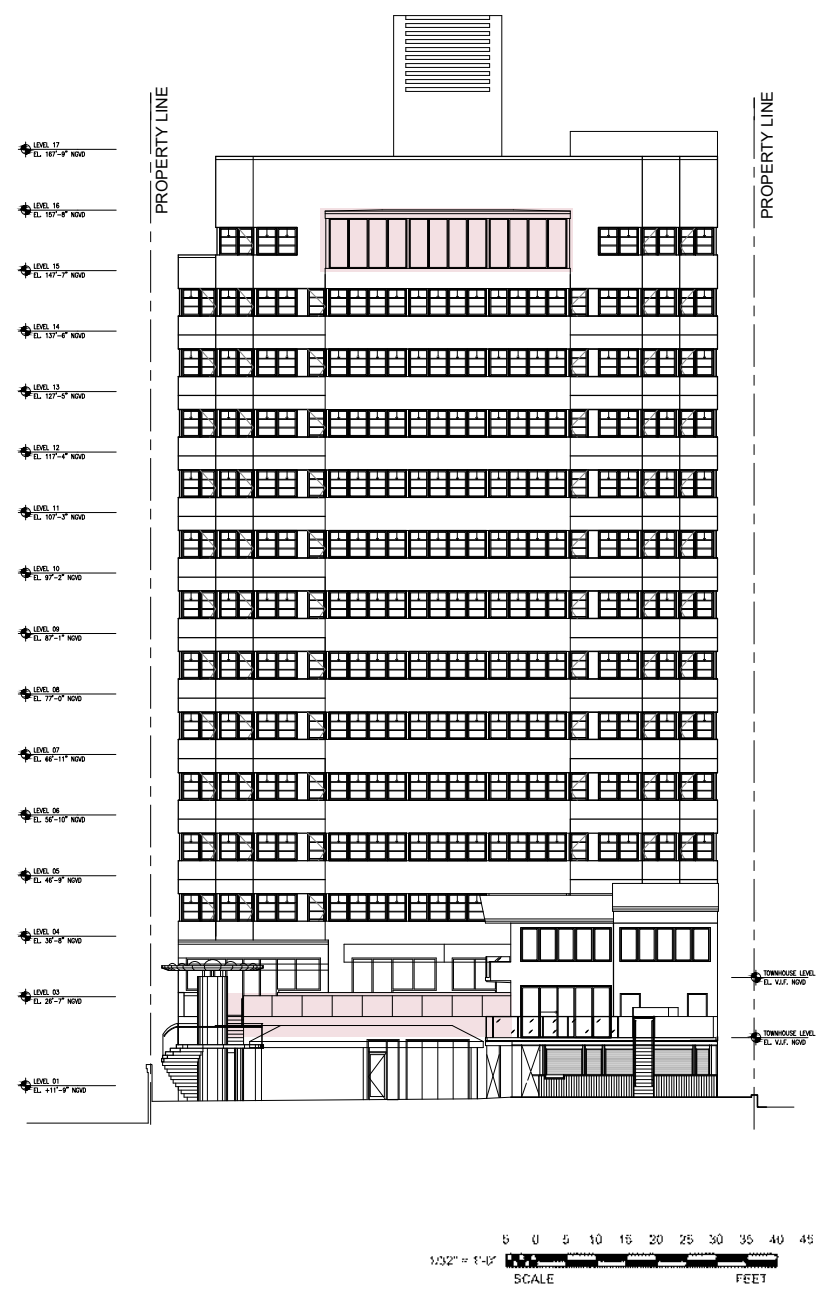 PROPERTY LINE
PROPERTY LINE
LEVEL 17
EL. 167'-9" NGVD
LEVEL 16
EL. 157'-8" NGVD
LEVEL 15
EL. 147'-7" NGVD
LEVEL 14
EL. 137'-6" NGVD
LEVEL 13
EL. 127'-5" NGVD
LEVEL 12
EL. 117'-4" NGVD
LEVEL 11
EL. 107'-3" NGVD
LEVEL 10
EL. 97'-2" NGVD
LEVEL 09
EL. 87'-1" NGVD
LEVEL 08
EL. 77'-0" NGVD
LEVEL 07
EL. 66'-11" NGVD
LEVEL 06
EL. 56'-10" NGVD
LEVEL 05
EL. 46'-9" NGVD
LEVEL 04
EL. 36'-8" NGVD
TOWNHOUSE LEVEL
EL. V.I.F. NGVD
LEVEL 03
EL. 26'-7" NGVD
TOWNHOUSE LEVEL
EL. V.I.F. NGVD
LEVEL 01
EL. +11'-9" NGVD
5 0 5 10 15 20 25 30 35 40 45
1/32" = 1'-0"
SCALE FEET